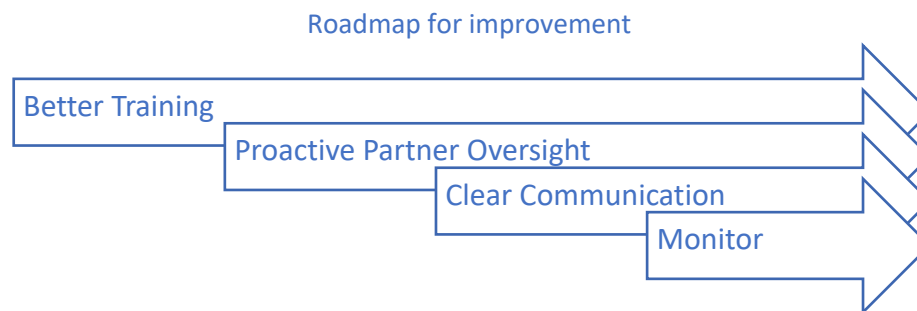 Roadmap for improvement
Better Training
Proactive Partner Oversight
Clear Communication
Monitor